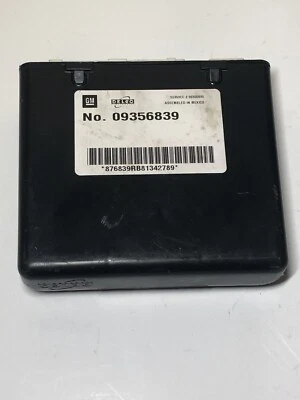 GM
DELCO
ASSEMBLED IN MEXICO
No. 09356839
*876839RB81342789*